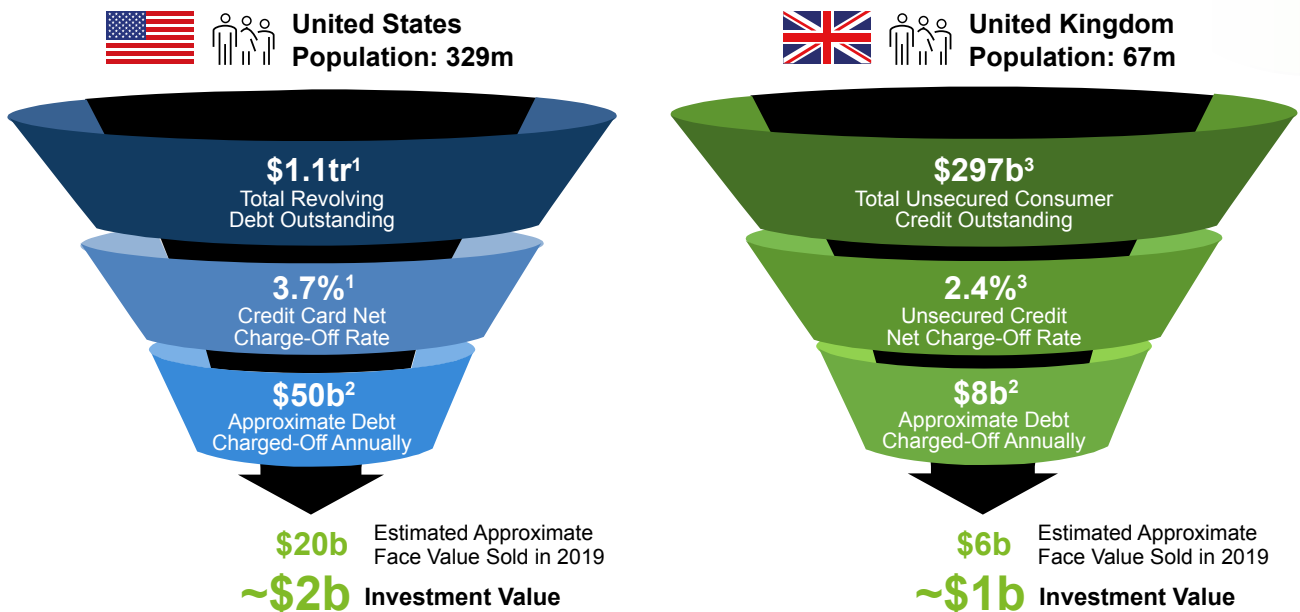 United States
Population: 329m
$1.1tr¹
Total Revolving
Debt Outstanding
3.7%¹
Credit Card Net
Charge-Off Rate
$50b²
Approximate Debt
Charged-Off Annually
$20b
Estimated Approximate
Face Value Sold in 2019
~$2b Investment Value
United Kingdom
Population: 67m
$297b³
Total Unsecured Consumer
Credit Outstanding
2.4%³
Unsecured Credit
Net Charge-Off Rate
$8b²
Approximate Debt
Charged-Off Annually
$6b
Estimated Approximate
Face Value Sold in 2019
~$1b Investment Value